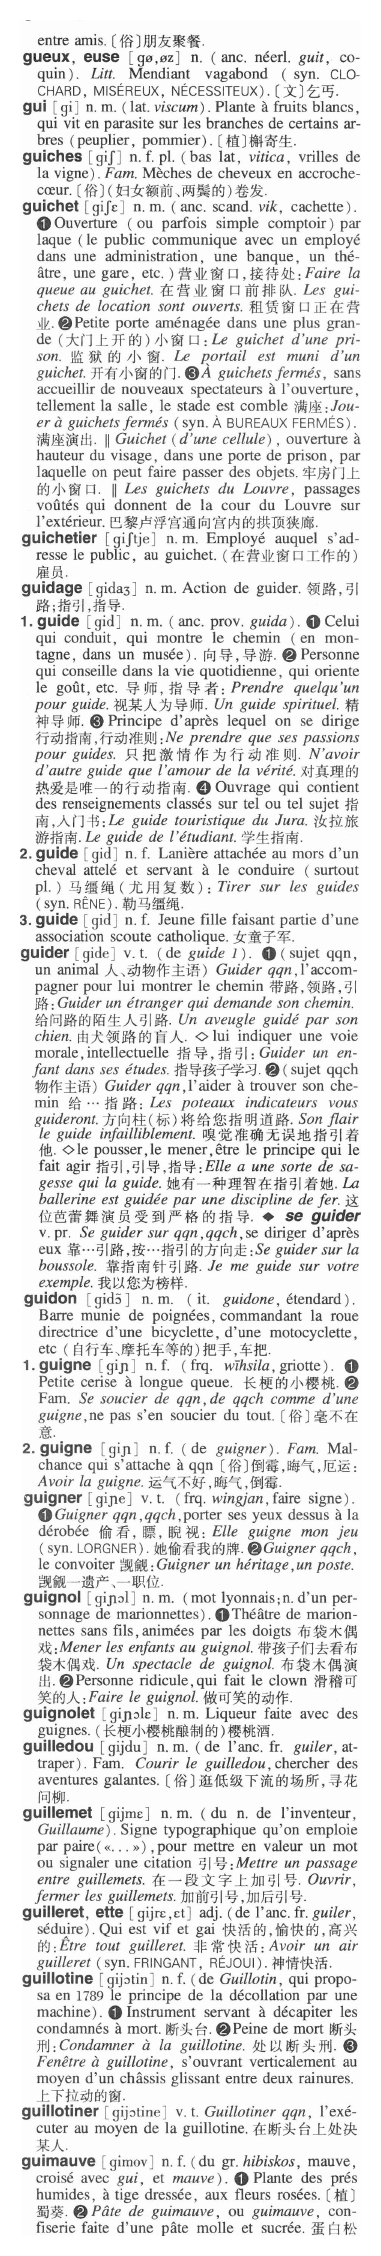 entre amis.〔俗〕朋友聚餐.
gueux, euse [gø,øz] n. ( anc. néerl. guit, co-
quin). Litt. Mendiant vagabond ( syn. CLO-
CHARD, MISÉREUX, NÉCESSITEUX).〔文〕乞丐.
gui [gi] n. m. (lat. viscum). Plante à fruits blancs,
qui vit en parasite sur les branches de certains ar-
bres (peuplier, pommier).〔植〕槲寄生.
guiches [giʃ] n. f. pl. ( bas lat, vitica, vrilles de
la vigne). Fam. Mèches de cheveux en accroche-
cœur.〔俗〕(妇女额前、两鬓的)卷发.
guichet [giʃɛ] n. m. ( anc. scand. vik, cachette).
❶Ouverture ( ou parfois simple comptoir) par
laque ( le public communique avec un employé
dans une administration, une banque, un thé-
âtre, une gare, etc. ) 营业窗口,接待处:Faire la
queue au guichet. 在营业窗口前排队. Les gui-
chets de location sont ouverts. 租赁窗口正在营
业. ❷Petite porte aménagée dans une plus gran-
de (大门上开的)小窗口:Le guichet d'une pri-
son. 监狱的小窗. Le portail est muni d'un
guichet. 开有小窗的门. ❸À guichets fermés, sans
accueillir de nouveaux spectateurs à l'ouverture,
tellement la salle, le stade est comble 满座:Jou-
er à guichets fermés (syn. À BUREAUX FERMÉS).
满座演出. ‖ Guichet (d'une cellule), ouverture à
hauteur du visage, dans une porte de prison, par
laquelle on peut faire passer des objets. 牢房门上
的小窗口. ‖ Les guichets du Louvre, passages
voûtés qui donnent de la cour du Louvre sur
l'extérieur. 巴黎卢浮宫通向宫内的拱顶狭廊.
guichetier [giʃtje] n. m. Employé auquel s'ad-
resse le public, au guichet. (在营业窗口工作的)
雇员.
guidage [gidaʒ] n. m. Action de guider. 领路,引
路;指引,指导.
1. guide [gid] n. m. ( anc. prov. guida). ❶ Celui
qui conduit, qui montre le chemin ( en mon-
tagne, dans un musée). 向导,导游. ❷ Personne
qui conseille dans la vie quotidienne, qui oriente
le goût, etc. 导师, 指导者: Prendre quelqu'un
pour guide. 视某人为导师. Un guide spirituel. 精
神导师. ❸ Principe d'après lequel on se dirige
行动指南,行动准则:Ne prendre que ses passions
pour guides. 只把激情作为行动准则. N'avoir
d'autre guide que l'amour de la vérité. 对真理的
热爱是唯一的行动指南. ❹ Ouvrage qui contient
des renseignements classés sur tel ou tel sujet 指
南,入门书:Le guide touristique du Jura. 汝拉旅
游指南. Le guide de l'étudiant. 学生指南.
2. guide [gid] n. f. Lanière attachée au mors d'un
cheval attelé et servant à le conduire ( surtout
pl. ) 马缰绳(尤用复数): Tirer sur les guides
(syn. RÊNE). 勒马缰绳.
3. guide [gid] n. f. Jeune fille faisant partie d'une
association scoute catholique. 女童子军.
guider [gide] v. t. (de guide 1). ❶( sujet qqn,
un animal 人、动物作主语) Guider qqn,l'accom-
pagner pour lui montrer le chemin 带路,领路,引
路:Guider un étranger qui demande son chemin.
给问路的陌生人引路. Un aveugle guidé par son
chien. 由犬领路的盲人. ◇ lui indiquer une voie
morale,intellectuelle 指导,指引:Guider un en-
fant dans ses études. 指导孩子学习. ❷(sujet qqch
物作主语) Guider qqn,l'aider à trouver son che-
min 给 … 指路: Les poteaux indicateurs vous
guideront. 方向柱(标)将给您指明道路. Son flair
le guide infailliblement. 嗅觉准确无误地指引着
他. ◇le pousser,le mener,être le principe qui le
fait agir 指引,引导,指导:Elle a une sorte de sa-
gesse qui la guide. 她有一种理智在指引着她. La
ballerine est guidée par une discipline de fer. 这
位芭蕾舞演员受到严格的指导. ◆ se guider
v. pr. Se guider sur qqn,qqch,se diriger d'après
eux 靠…引路,按…指引的方向走:Se guider sur la
boussole. 靠指南针引路. Je me guide sur votre
exemple. 我以您为榜样.
guidon [gidɔ̃] n. m. ( it. guidone, étendard).
Barre munie de poignées, commandant la roue
directrice d'une bicyclette, d'une motocyclette,
etc (自行车、摩托车等的)把手,车把.
1. guigne [giɲ] n. f. (frq. wīhsila, griotte). ❶
Petite cerise à longue queue. 长梗的小樱桃. ❷
Fam. Se soucier de qqn, de qqch comme d'une
guigne,ne pas s'en soucier du tout.〔俗〕毫不在
意.
2. guigne [giɲ] n. f. ( de guigner). Fam. Mal-
chance qui s'attache à qqn〔俗〕倒霉,晦气,厄运:
Avoir la guigne. 运气不好,晦气,倒霉.
guigner [giɲe] v. t. (frq. wingjan, faire signe).
❶Guigner qqn,qqch,porter ses yeux dessus à la
dérobée 偷看, 瞟, 睨视: Elle guigne mon jeu
(syn. LORGNER). 她偷看我的牌. ❷Guigner qqch,
le convoiter 觊觎:Guigner un héritage,un poste.
觊觎一遗产、一职位.
guignol [giɲɔl] n. m. (mot lyonnais;n. d'un per-
sonnage de marionnettes). ❶Théâtre de marion-
nettes sans fils, animées par les doigts 布袋木偶
戏:Mener les enfants au guignol. 带孩子们去看布
袋木偶戏. Un spectacle de guignol. 布袋木偶演
出. ❷Personne ridicule,qui fait le clown 滑稽可
笑的人:Faire le guignol. 做可笑的动作.
guignolet [giɲɔlɛ] n. m. Liqueur faite avec des
guignes. (长梗小樱桃酿制的)樱桃酒.
guilledou [gijdu] n. m. ( de l'anc. fr. guiler, at-
traper). Fam. Courir le guilledou,chercher des
aventures galantes.〔俗〕逛低级下流的场所,寻花
问柳.
guillemet [gijmɛ] n. m. ( du n. de l'inventeur,
Guillaume). Signe typographique qu'on emploie
par paire(«...»),pour mettre en valeur un mot
ou signaler une citation 引号:Mettre un passage
entre guillemets. 在一段文字上加引号. Ouvrir,
fermer les guillemets. 加前引号,加后引号.
guilleret, ette [gijrɛ,ɛt] adj. (de l'anc. fr. guiler,
séduire). Qui est vif et gai 快活的,愉快的,高兴
的:Être tout guilleret. 非常快活: Avoir un air
guilleret (syn. FRINGANT, RÉJOUI). 神情快活.
guillotine [gijɔtin] n. f. (de Guillotin, qui propo-
sa en 1789 le principe de la décollation par une
machine). ❶ Instrument servant à décapiter les
condamnés à mort. 断头台. ❷Peine de mort 断头
刑:Condamner à la guillotine. 处以断头刑. ❸
Fenêtre à guillotine, s'ouvrant verticalement au
moyen d'un châssis glissant entre deux rainures.
上下拉动的窗.
guillotiner [gijɔtine] v. t. Guillotiner qqn, l'exé-
cuter au moyen de la guillotine. 在断头台上处决
某人.
guimauve [gimov] n. f. (du gr. hibiskos, mauve,
croisé avec gui, et mauve). ❶ Plante des prés
humides, à tige dressée, aux fleurs rosées.〔植〕
蜀葵. ❷ Pâte de guimauve, ou guimauve, con-
fiserie faite d'une pâte molle et sucrée. 蛋白松